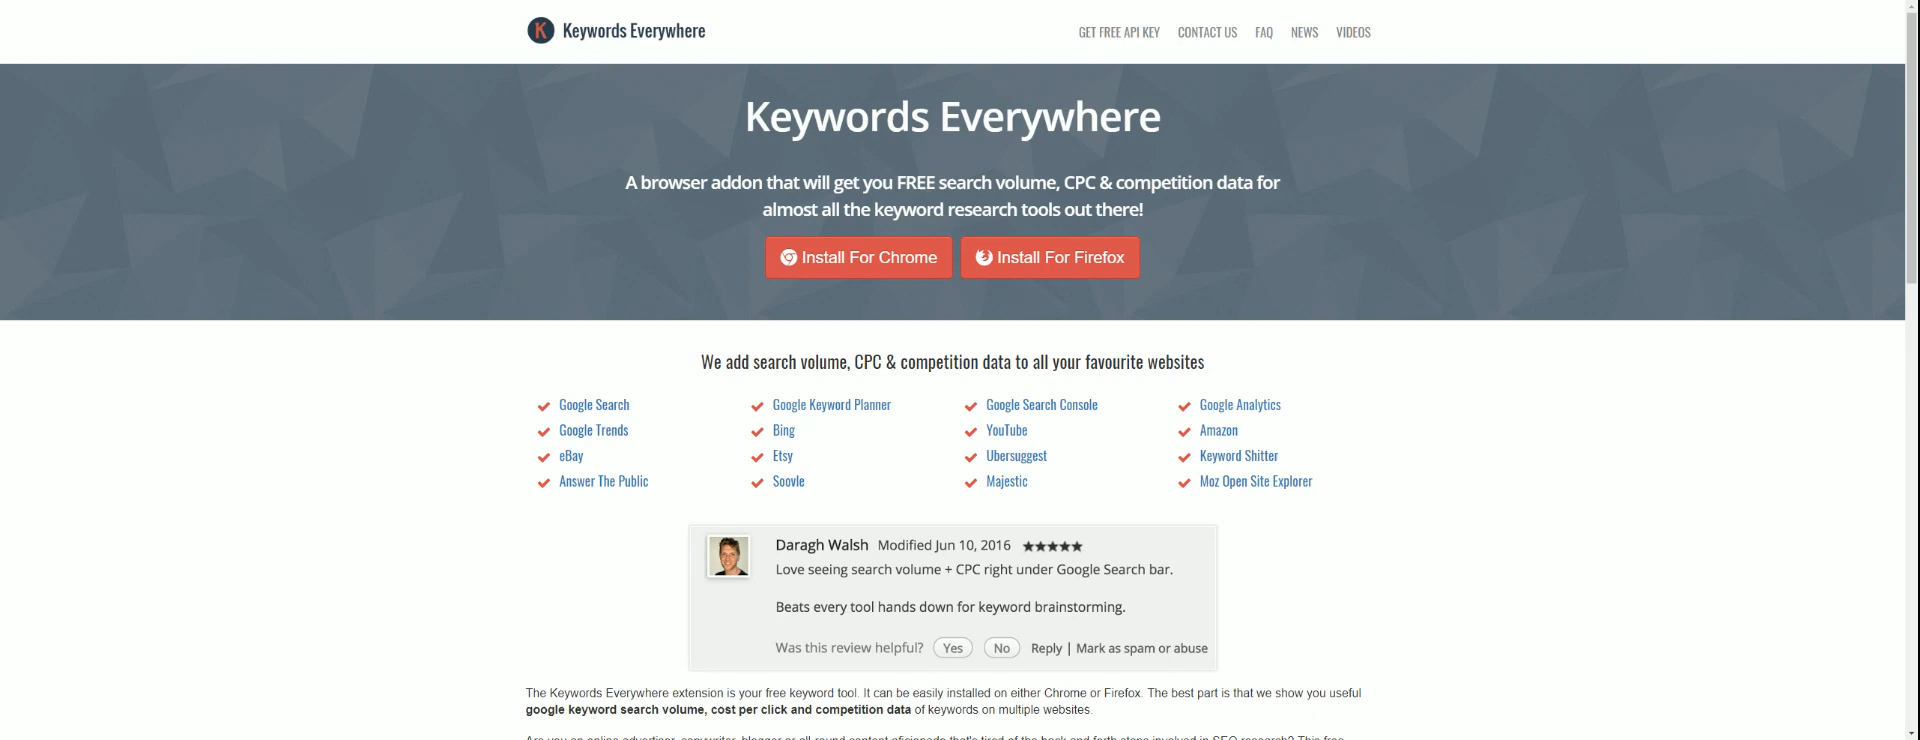 Keywords Everywhere
GET FREE API KEY CONTACT US FAQ NEWS VIDEOS
Keywords Everywhere
A browser addon that will get you FREE search volume, CPC & competition data for
almost all the keyword research tools out there!
Install For Chrome Install For Firefox
We add search volume, CPC & competition data to all your favourite websites
Google Search Google Keyword Planner Google Search Console Google Analytics
Google Trends Bing YouTube Amazon
eBay Etsy Ubersuggest Keyword Shitter
Answer The Public Soovle Majestic Moz Open Site Explorer
Daragh Walsh Modified Jun 10, 2016 ★★★★★
Love seeing search volume + CPC right under Google Search bar.
Beats every tool hands down for keyword brainstorming.
Was this review helpful? Yes No Reply | Mark as spam or abuse
The Keywords Everywhere extension is your free keyword tool. It can be easily installed on either Chrome or Firefox. The best part is that we show you useful
google keyword search volume, cost per click and competition data of keywords on multiple websites.